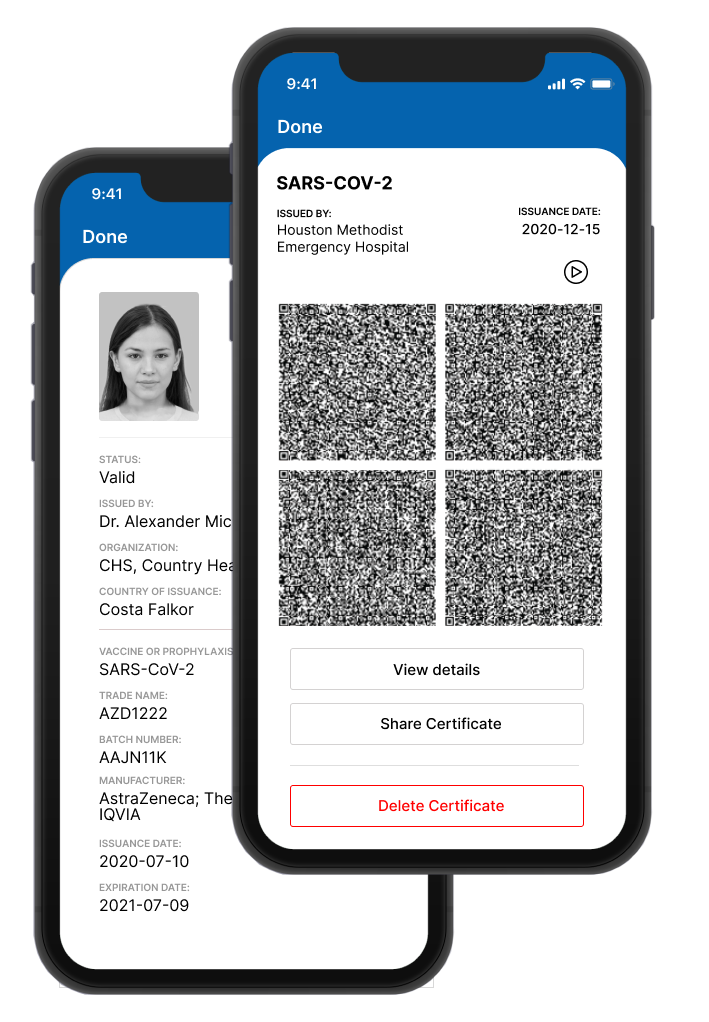 9:41
Done
SARS-COV-2
ISSUED BY:
Houston Methodist
Emergency Hospital
ISSUANCE DATE:
2020-12-15
View details
Share Certificate
Delete Certificate
9:41
Done
STATUS:
Valid
ISSUED BY:
Dr. Alexander
ORGANIZATION:
CHS, Country
COUNTRY OF ISSUANCE:
Costa Falkor
VACCINE OR PROPHYLAXIS
SARS-CoV-2
TRADE NAME:
AZD1222
BATCH NUMBER:
AAJN11K
MANUFACTURER:
AstraZeneca; The
IQVIA
ISSUANCE DATE:
2020-07-10
EXPIRATION DATE:
2021-07-09